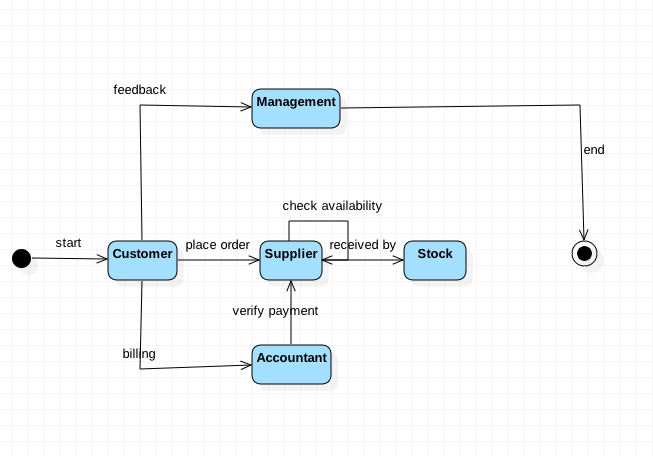 feedback
Management
end
check availability
start
Customer
place order
Supplier
received by
Stock
verify payment
billing
Accountant